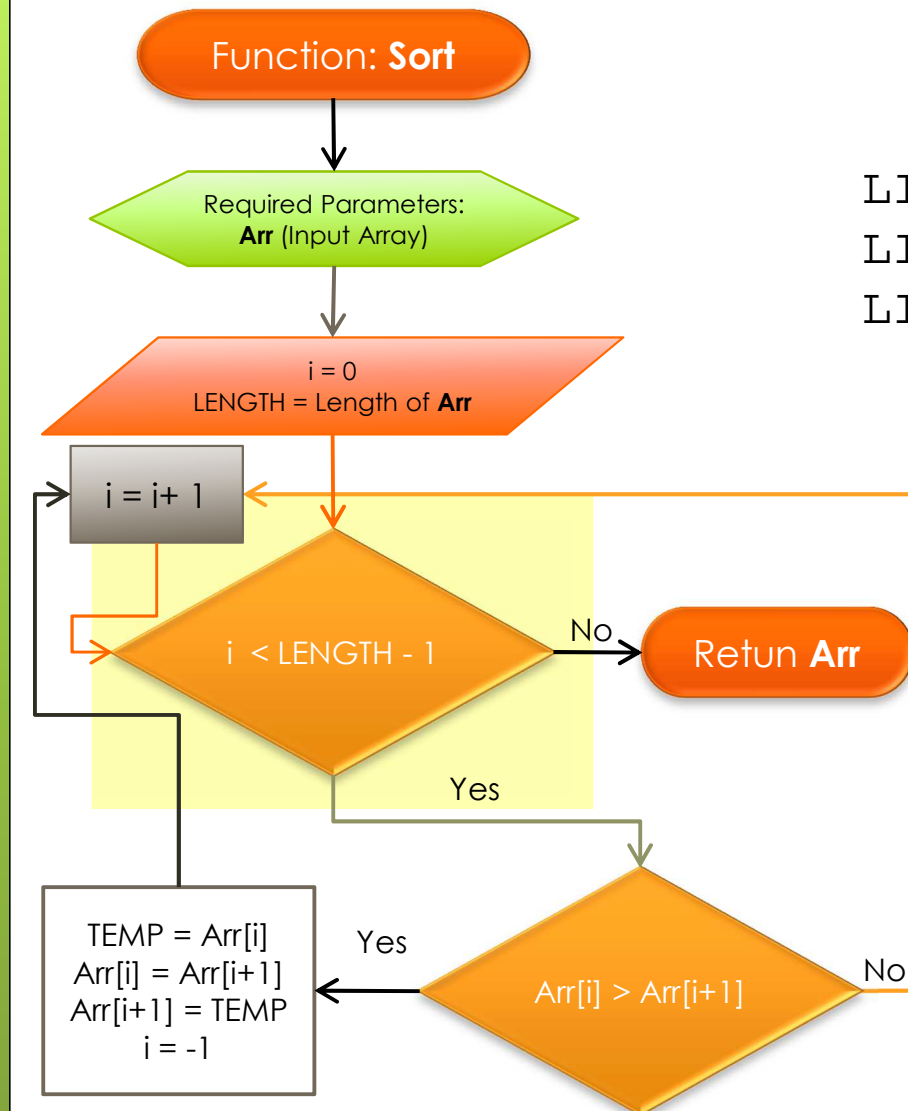 Function: Sort
Required Parameters:
Arr (Input Array)
i = 0
LENGTH = Length of Arr
i = i+ 1
i < LENGTH - 1
No
Retun Arr
Yes
Arr[i] > Arr[i+1]
No
Yes
TEMP = Arr[i]
Arr[i] = Arr[i+1]
Arr[i+1] = TEMP
i = -1